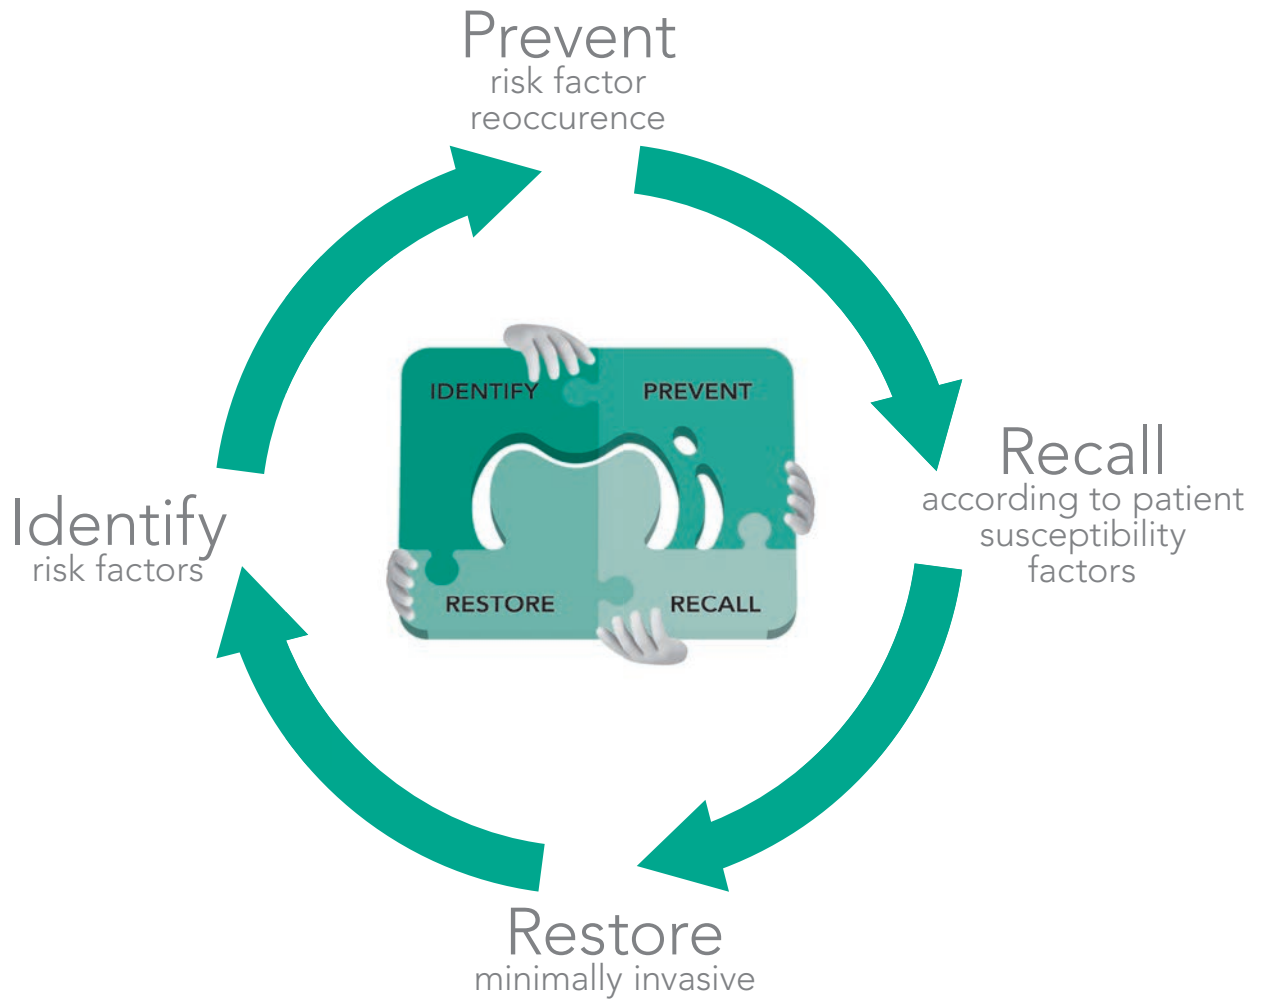 Prevent
risk factor
reoccurence
IDENTIFY
PREVENT
Recall
according to patient
susceptibility
factors
Identify
risk factors
RESTORE
RECALL
Restore
minimally invasive